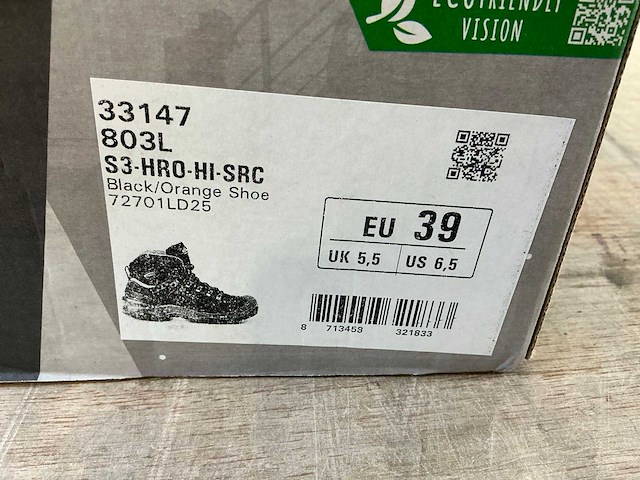 ECOFRIENDLY
VISION
33147
803L
S3-HRO-HI-SRC
Black/Orange Shoe
72701LD25
EU 39
UK 5,5 US 6,5
8 713453 321833